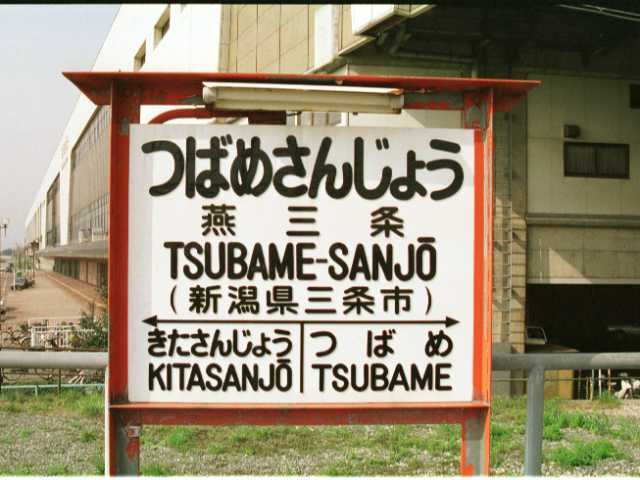 つばめさんじょう
燕三条
TSUBAME-SANJŌ
(新潟県三条市)
きたさんじょう つばめ
KITASANJŌ TSUBAME